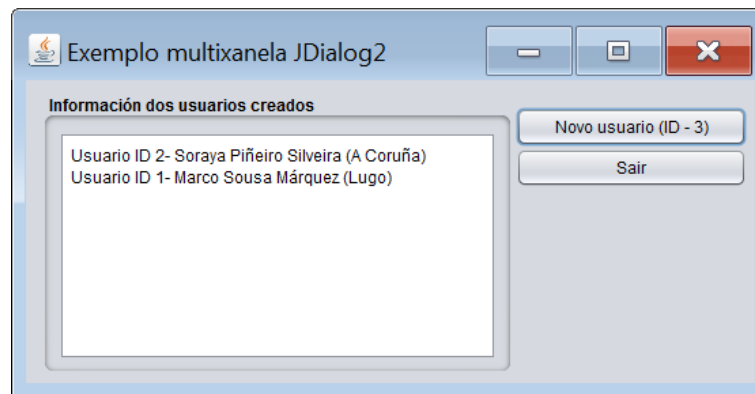 Exemplo multixanela JDialog2
Información dos usuarios creados
Usuario ID 2- Soraya Piñeiro Silveira (A Coruña)
Usuario ID 1- Marco Sousa Márquez (Lugo)
Novo usuario (ID - 3)
Sair